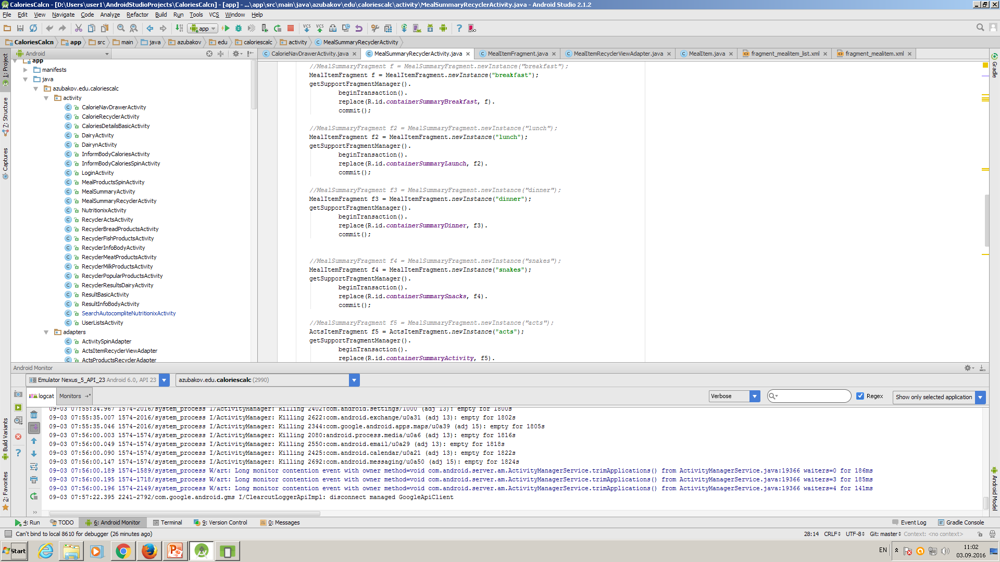 CaloriesCalcn - [D:\Users\user1\AndroidStudioProjects\CaloriesCalcn] - [app] - ...\app\src\main\java\azubakov\edu\caloriescalc\activity\MealSummaryRecyclerActivity.java - Android Studio 2.1.2
File Edit View Navigate Code Analyze Refactor Build Run Tools VCS Window Help
app
CaloriesCalcn app src main java azubakov edu caloriescalc activity MealSummaryRecyclerActivity
Android
CalorieNavDrawerActivity.java MealSummaryRecyclerActivity.java MealItemFragment.java MealItemRecyclerViewAdapter.java MealItem.java fragment_mealitem_list.xml fragment_mealitem.xml
1: Project
Z: Structure
Captures
Build Variants
2: Favorites
app
manifests
java
azubakov.edu.caloriescalc
activity
CalorieNavDrawerActivity
CalorieRecyclerActivity
CaloriesDetailsBasicActivity
DairyActivity
DairynActivity
InformBodyCaloriesActivity
InformBodyCaloriesSpinActivity
LoginActivity
MealProductsSpinActivity
MealSummaryActivity
MealSummaryRecyclerActivity
NutritionixActivity
RecyclerActsActivity
RecyclerBreadProductsActivity
RecyclerFishProductsActivity
RecyclerInfoBodyActivity
RecyclerMeatProductsActivity
RecyclerMilkProductsActivity
RecyclerPopularProductsActivity
RecyclerResultsDairyActivity
ResultBasicActivity
ResultInfoBodyActivity
SearchAutocompliteNutritionixActivity
UserListsActivity
adapters
ActivitySpinAdapter
ActsItemRecyclerViewAdapter
ActsProductsRecyclerAdapter
//MealSummaryFragment f = MealSummaryFragment.newInstance("breakfast");
MealItemFragment f = MealItemFragment.newInstance("breakfast");
getSupportFragmentManager().
beginTransaction().
replace(R.id.containerSummaryBreakfast, f).
commit();
//MealSummaryFragment f2 = MealSummaryFragment.newInstance("lunch");
MealItemFragment f2 = MealItemFragment.newInstance("lunch");
getSupportFragmentManager().
beginTransaction().
replace(R.id.containerSummaryLaunch, f2).
commit();
//MealSummaryFragment f3 = MealSummaryFragment.newInstance("dinner");
MealItemFragment f3 = MealItemFragment.newInstance("dinner");
getSupportFragmentManager().
beginTransaction().
replace(R.id.containerSummaryDinner, f3).
commit();
//MealSummaryFragment f4 = MealSummaryFragment.newInstance("snakes");
MealItemFragment f4 = MealItemFragment.newInstance("snakes");
getSupportFragmentManager().
beginTransaction().
replace(R.id.containerSummarySnacks, f4).
commit();
//MealSummaryFragment f5 = MealSummaryFragment.newInstance("acts");
ActsItemFragment f5 = ActsItemFragment.newInstance("acts");
getSupportFragmentManager().
beginTransaction().
replace(R.id.containerSummaryActivity, f5).
Gradle
Android Model
Android Monitor
Emulator Nexus_5_API_23 Android 6.0, API 23 azubakov.edu.caloriescalc (2990)
logcat Monitors Verbose Regex Show only selected application
09-03 07:55:34.967 1574-2016/system_process I/ActivityManager: Killing 2402:com.android.settings/1000 (adj 13): empty for 1800s
09-03 07:55:35.007 1574-2016/system_process I/ActivityManager: Killing 2622:com.android.exchange/u0a31 (adj 13): empty for 1802s
09-03 07:55:35.046 1574-2016/system_process I/ActivityManager: Killing 2344:com.google.android.apps.maps/u0a39 (adj 15): empty for 1805s
09-03 07:56:00.003 1574-1574/system_process I/ActivityManager: Killing 2080:android.process.media/u0a6 (adj 13): empty for 1816s
09-03 07:56:00.049 1574-1574/system_process I/ActivityManager: Killing 2550:com.android.email/u0a29 (adj 13): empty for 1818s
09-03 07:56:00.090 1574-1574/system_process I/ActivityManager: Killing 2425:com.android.calendar/u0a21 (adj 13): empty for 1822s
09-03 07:56:00.147 1574-1574/system_process I/ActivityManager: Killing 2692:com.android.messaging/u0a50 (adj 15): empty for 1824s
09-03 07:56:00.189 1574-1589/system_process W/art: Long monitor contention event with owner method=void com.android.server.am.ActivityManagerService.trimApplications() from ActivityManagerService.java:19366 waiters=0 for 186ms
09-03 07:56:00.195 1574-1718/system_process W/art: Long monitor contention event with owner method=void com.android.server.am.ActivityManagerService.trimApplications() from ActivityManagerService.java:19366 waiters=3 for 185ms
09-03 07:56:00.196 1574-2149/system_process W/art: Long monitor contention event with owner method=void com.android.server.am.ActivityManagerService.trimApplications() from ActivityManagerService.java:19366 waiters=4 for 141ms
09-03 07:57:22.395 2241-2792/com.google.android.gms I/ClearcutLoggerApiImpl: disconnect managed GoogleApiClient
4: Run TODO 6: Android Monitor Terminal 9: Version Control 0: Messages Event Log Gradle Console
Can't bind to local 8610 for debugger (26 minutes ago) 28:14 CRLF UTF-8 Git: master Context: <no context>
Start EN 11:02
03.09.2016